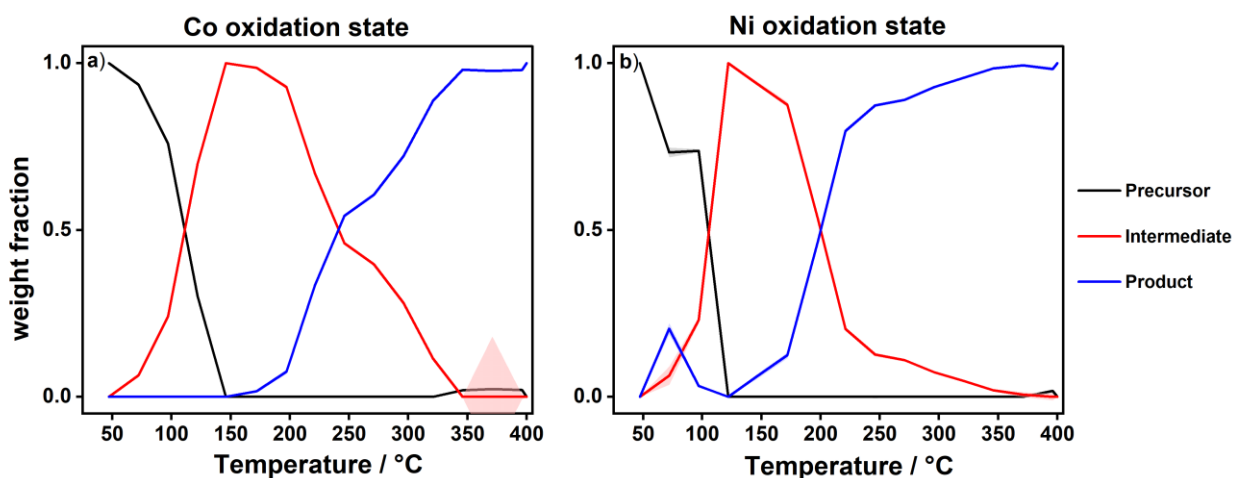 Co oxidation state
Ni oxidation state
a)
b)
1.0
0.5
0.0
1.0
0.5
0.0
weight fraction
50 100 150 200 250 300 350 400
50 100 150 200 250 300 350 400
Temperature / °C
Temperature / °C
Precursor
Intermediate
Product